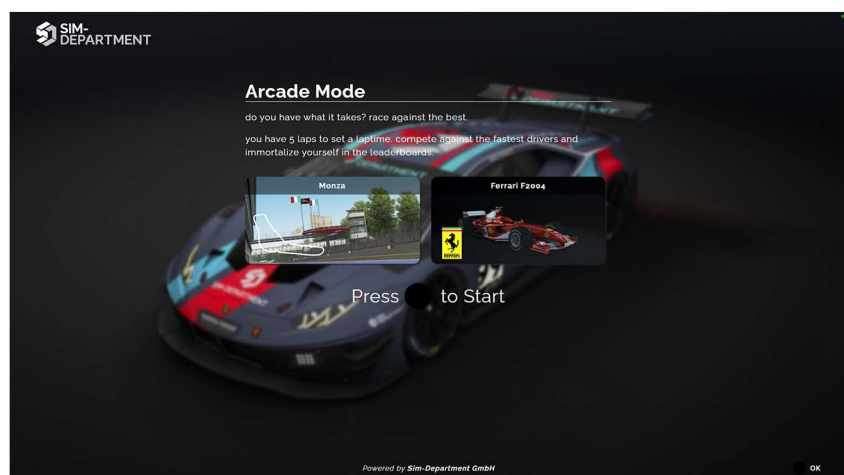 SIM-
DEPARTMENT
Arcade Mode
do you have what it takes? race against the best.
you have 5 laps to set a laptime. compete against the fastest drivers and
immortalize yourself in the leaderboards.
Monza
Ferrari F2004
Ferrari
Press to Start
Powered by Sim-Department GmbH
OK